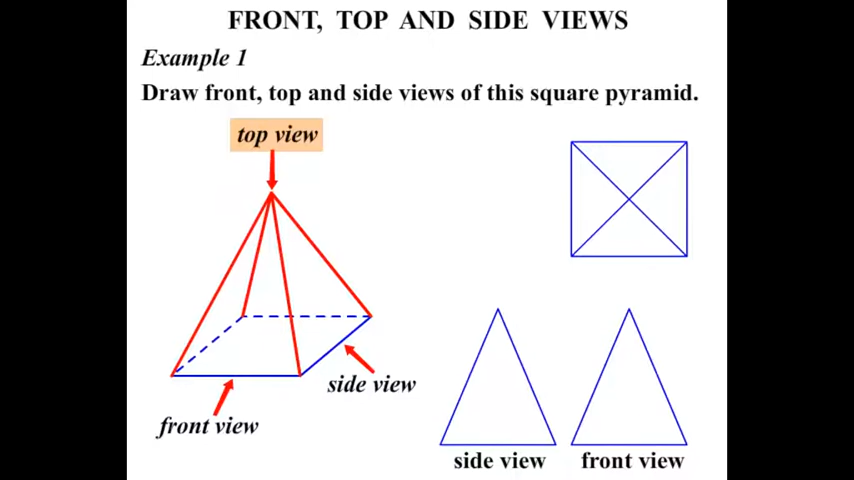 FRONT, TOP AND SIDE VIEWS
Example 1
Draw front, top and side views of this square pyramid.
top view
side view
front view
side view
front view